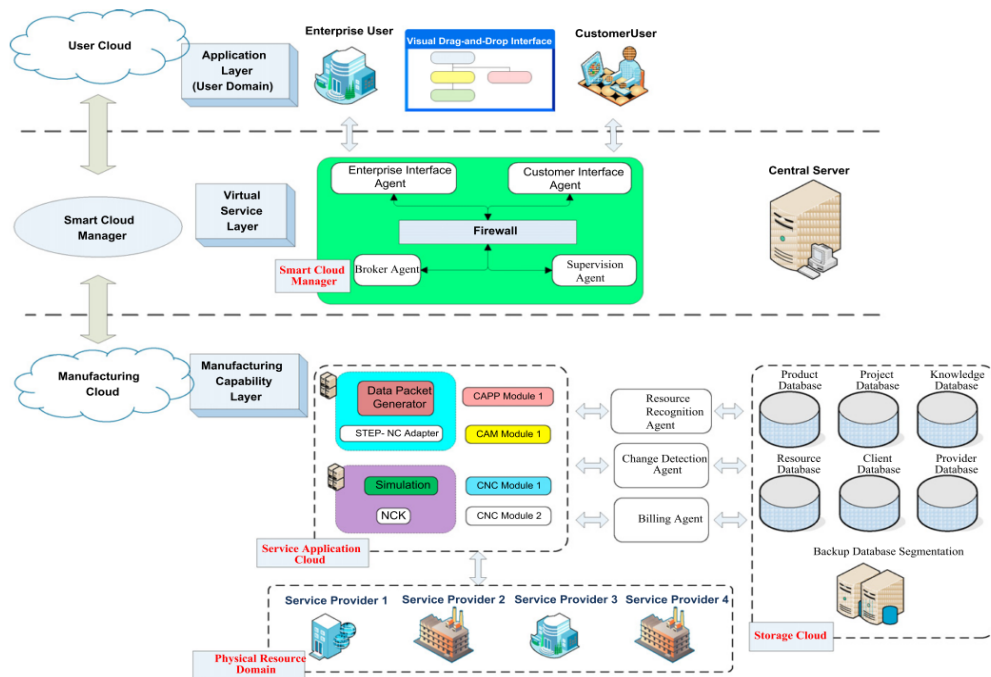 User Cloud
Application
Layer
(User Domain)
Enterprise User
Visual Drag-and-Drop Interface
CustomerUser
Smart Cloud
Manager
Virtual
Service
Layer
Enterprise Interface
Agent
Customer Interface
Agent
Firewall
Broker Agent
Supervision
Agent
Smart Cloud
Manager
Central Server
Manufacturing
Cloud
Manufacturing
Capability
Layer
Data Packet
Generator
STEP- NC Adapter
CAPP Module 1
CAM Module 1
Simulation
NCK
CNC Module 1
CNC Module 2
Service Application
Cloud
Resource
Recognition
Agent
Change Detection
Agent
Billing Agent
Product
Database
Project
Database
Knowledge
Database
Resource
Database
Client
Database
Provider
Database
Backup Database Segmentation
Storage Cloud
Service Provider 1
Service Provider 2
Service Provider 3
Service Provider 4
Physical Resource
Domain